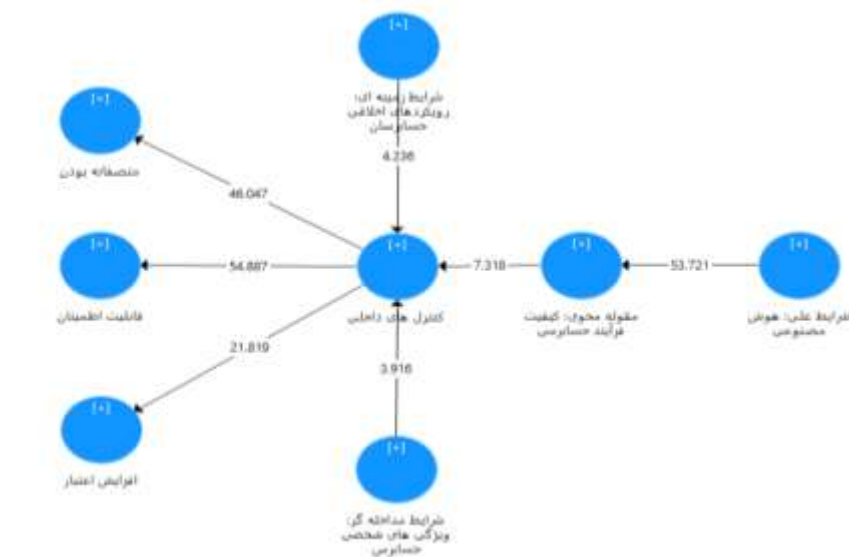 [+]
شرایط زمینه ای:
رویکردهای اخلاقی
حسابرسان
4.236
[+]
منصفانه بودن
46.047
[+]
قابلیت اطمینان
54.887
[+]
کنترل های داخلی
7.318
[+]
مقوله محوری: کیفیت
فرآیند حسابرسی
53.721
[+]
شرایط علی: هوش
مصنوعی
21.819
3.916
[+]
افزایش اعتبار
[+]
شرایط مداخله گر:
ویژگی های شخصی
حسابرسی